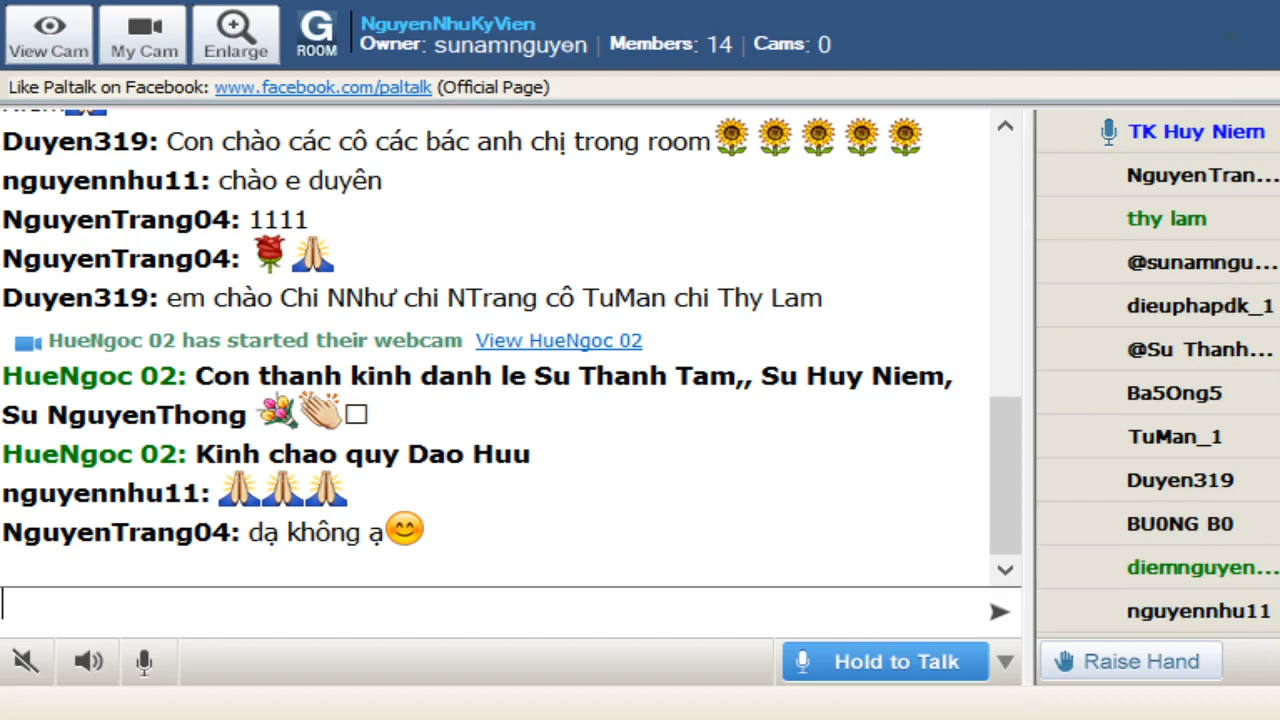 View Cam
My Cam
Enlarge
G
ROOM
NguyenNhuKyVien
Owner: sunamnguyen | Members: 14 | Cams: 0
Like Paltalk on Facebook: www.facebook.com/paltalk (Official Page)
Duyen319: Con chào các cô các bác anh chị trong room
nguyennhu11: chào e duyên
NguyenTrang04: 1111
NguyenTrang04:
Duyen319: em chào Chi NNhư chi NTrang cô TuMan chi Thy Lam
HueNgoc 02 has started their webcam View HueNgoc 02
HueNgoc 02: Con thanh kinh danh le Su Thanh Tam,, Su Huy Niem,
Su NguyenThong
HueNgoc 02: Kinh chao quy Dao Huu
nguyennhu11:
NguyenTrang04: dạ không ạ
Hold to Talk
TK Huy Niem
NguyenTran...
thy lam
@sunamngu...
dieuphapdk_1
@Su Thanh...
Ba5Ong5
TuMan_1
Duyen319
BU0NG B0
diemnguyen...
nguyennhu11
Raise Hand